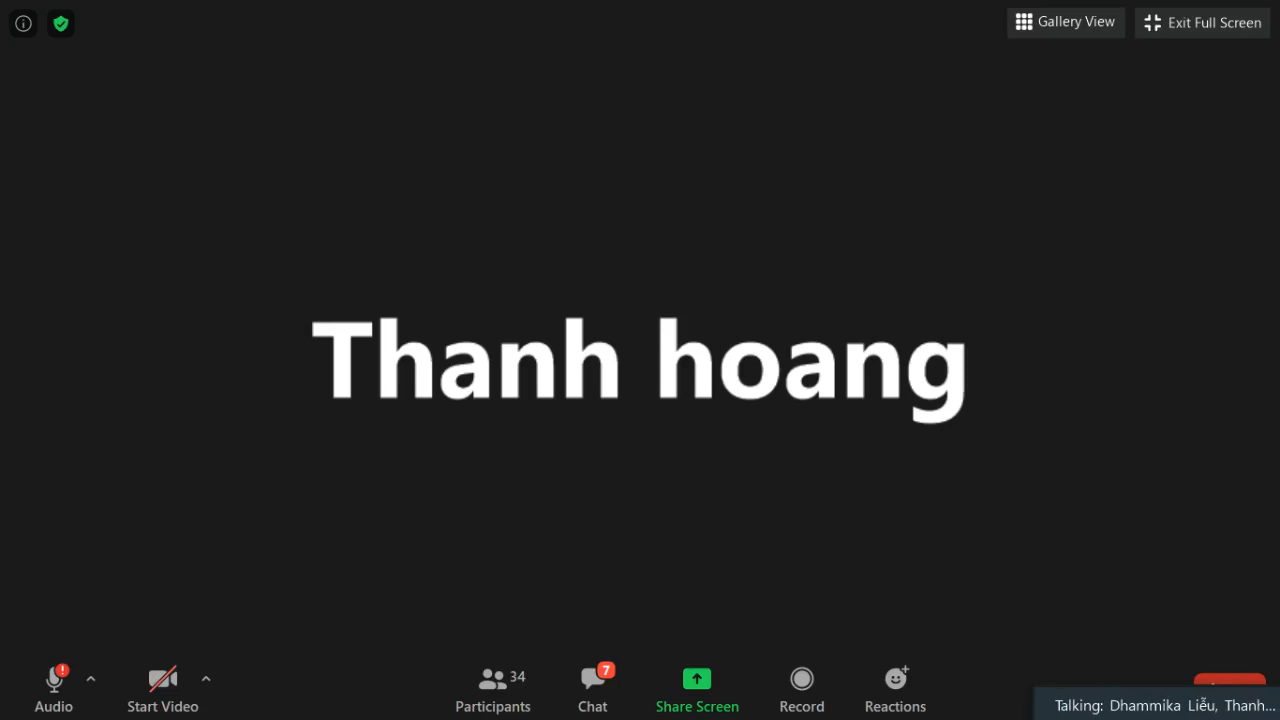 Gallery View
Exit Full Screen
Thanh hoang
Audio
Start Video
34
Participants
7
Chat
Share Screen
Record
Reactions
Talking: Dhammika Liễu, Thanh...